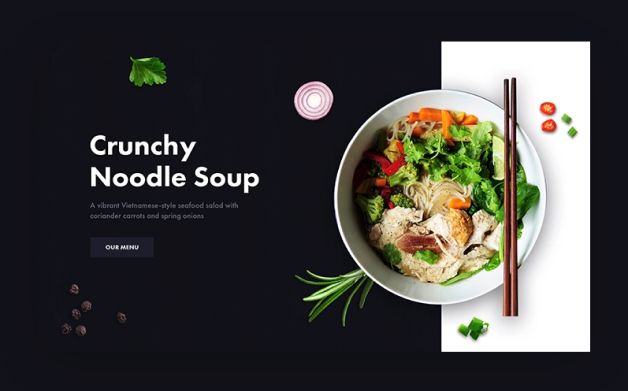 Crunchy
Noodle Soup
A vibrant Vietnamese-style seafood salad with
coriander carrots and spring onions
OUR MENU